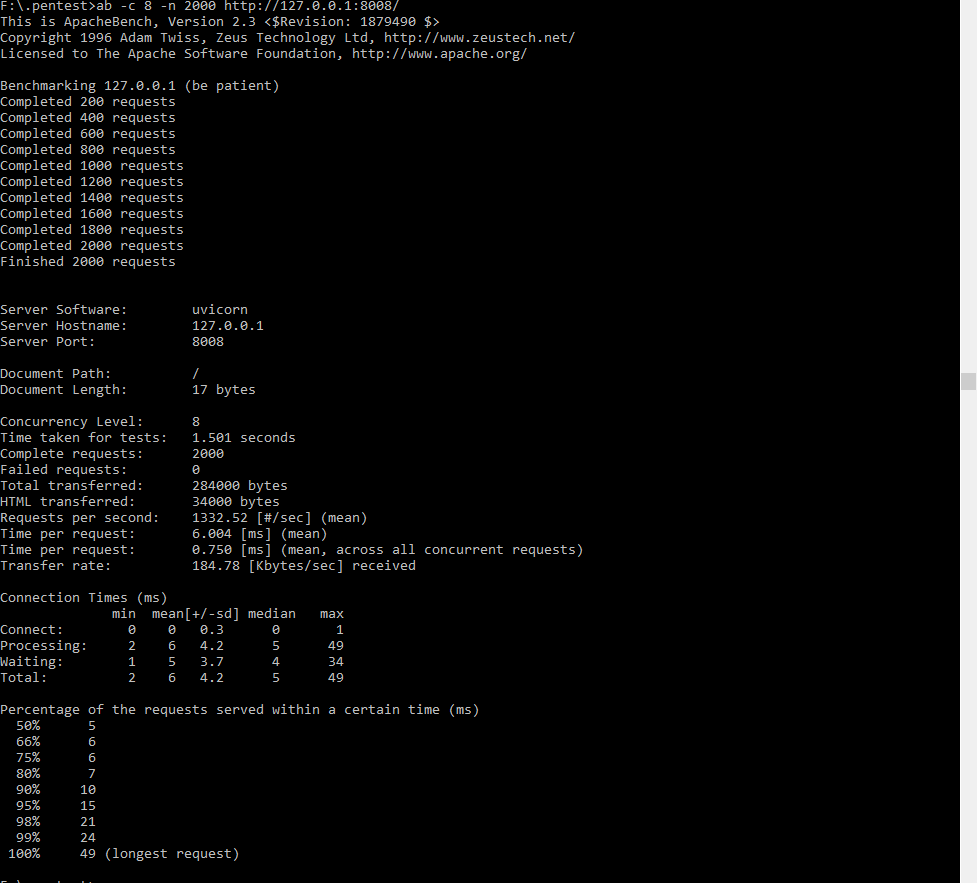 F:\.pentest>ab -c 8 -n 2000 http://127.0.0.1:8008/
This is ApacheBench, Version 2.3 <$Revision: 1879490 $>
Copyright 1996 Adam Twiss, Zeus Technology Ltd, http://www.zeustech.net/
Licensed to The Apache Software Foundation, http://www.apache.org/
Benchmarking 127.0.0.1 (be patient)
Completed 200 requests
Completed 400 requests
Completed 600 requests
Completed 800 requests
Completed 1000 requests
Completed 1200 requests
Completed 1400 requests
Completed 1600 requests
Completed 1800 requests
Completed 2000 requests
Finished 2000 requests
Server Software: uvicorn
Server Hostname: 127.0.0.1
Server Port: 8008
Document Path: /
Document Length: 17 bytes
Concurrency Level: 8
Time taken for tests: 1.501 seconds
Complete requests: 2000
Failed requests: 0
Total transferred: 284000 bytes
HTML transferred: 34000 bytes
Requests per second: 1332.52 [#/sec] (mean)
Time per request: 6.004 [ms] (mean)
Time per request: 0.750 [ms] (mean, across all concurrent requests)
Transfer rate: 184.78 [Kbytes/sec] received
Connection Times (ms)
min mean[+/-sd] median max
Connect: 0 0 0.3 0 1
Processing: 2 6 4.2 5 49
Waiting: 1 5 3.7 4 34
Total: 2 6 4.2 5 49
Percentage of the requests served within a certain time (ms)
50% 5
66% 6
75% 6
80% 7
90% 10
95% 15
98% 21
99% 24
100% 49 (longest request)